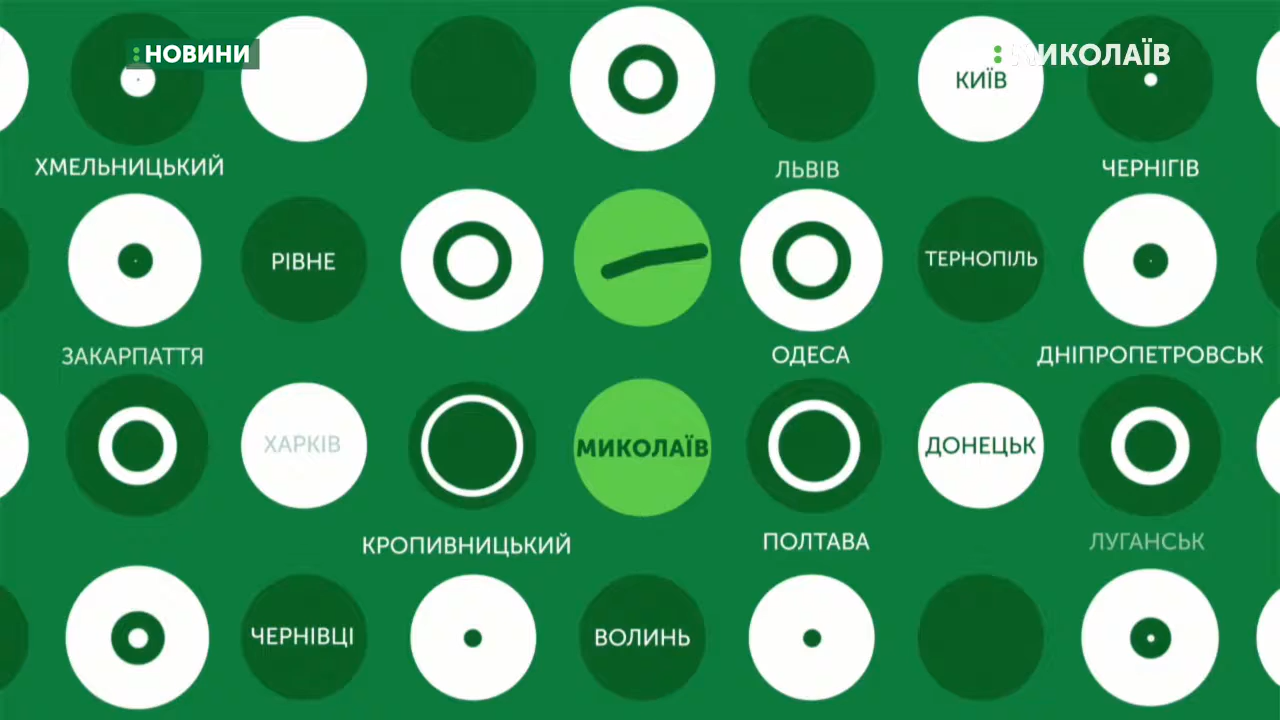 :НОВИНИ
:МИКОЛАЇВ
КИЇВ
ХМЕЛЬНИЦЬКИЙ
ЛЬВІВ
ЧЕРНІГІВ
РІВНЕ
ТЕРНОПІЛЬ
ЗАКАРПАТТЯ
ОДЕСА
ДНІПРОПЕТРОВСЬК
ХАРКІВ
МИКОЛАЇВ
ДОНЕЦЬК
КРОПИВНИЦЬКИЙ
ПОЛТАВА
ЛУГАНСЬК
ЧЕРНІВЦІ
ВОЛИНЬ